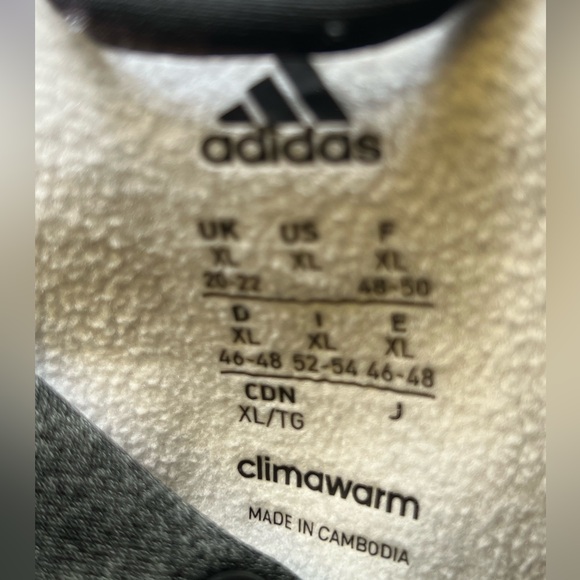 adidas
UK US F
XL XL XL
20-22 48-50
D I E
XL XL XL
46-48 52-54 46-48
CDN J
XL/TG
climawarm
MADE IN CAMBODIA